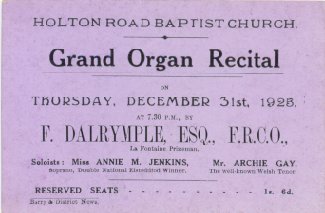 HOLTON ROAD BAPTIST CHURCH.
Grand Organ Recital
ON
THURSDAY, DECEMBER 31st, 1925,
AT 7.30 P.M., BY
F. DALRYMPLE, ESQ., F.R.C.O.,
La Fontaine Prizeman.
Soloists: Miss ANNIE M. JENKINS, Mr. ARCHIE GAY
Soprano, Double National Eisteddfod Winner. The well-known Welsh Tenor
RESERVED SEATS - - - - - - 1s. 6d.
Barry & District News.